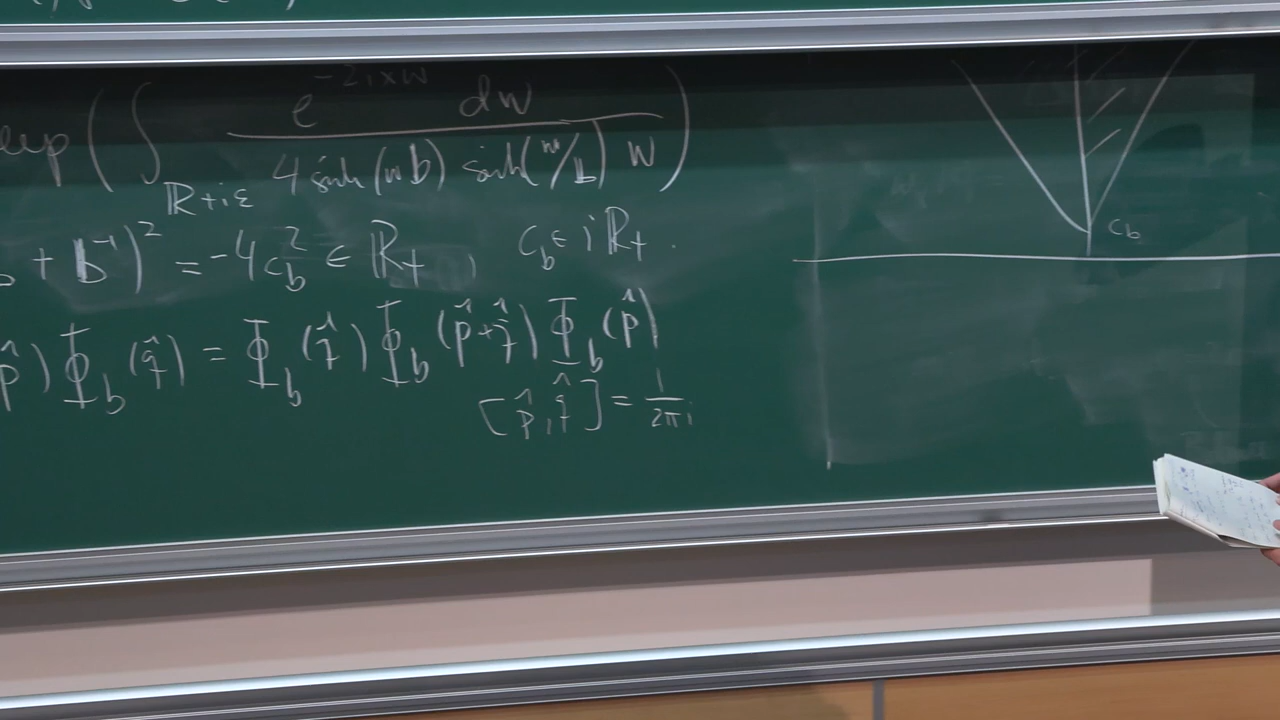 exp ( ∫_{ℝ+iε} e^{-2ixw} dw / 4 sinh(wb) sinh(w/b) w )
+ b^{-1})^2 = -4c_b^2 ∈ ℝ_+ , c_b ∈ iℝ_+ .
p̂) Φ_b (q̂) = Φ_b (q̂) Φ_b (p̂+q̂) Φ_b (p̂)
[p̂, q̂] = 1/2πi
c_b